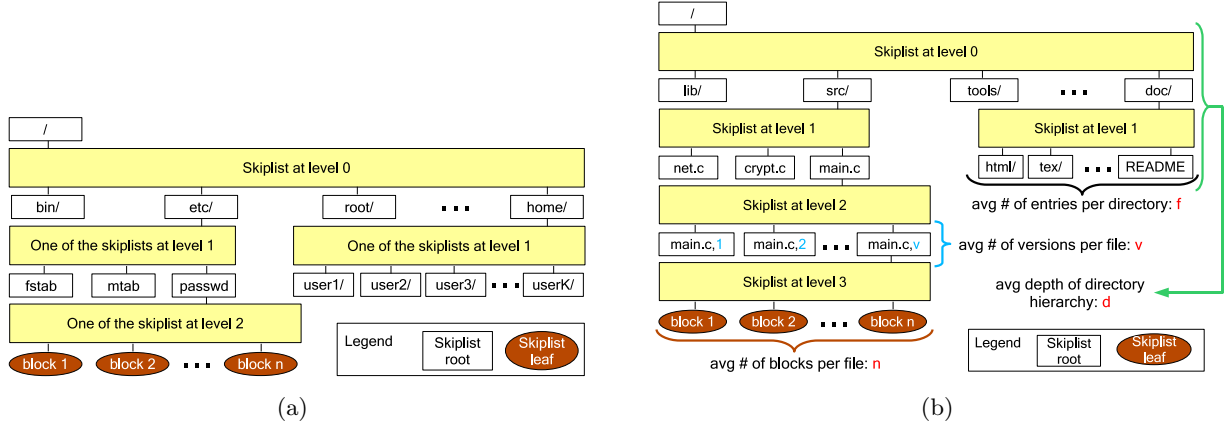 /
Skiplist at level 0
bin/ etc/ root/ ... home/
One of the skiplists at level 1 One of the skiplists at level 1
fstab mtab passwd user1/ user2/ user3/ ... userK/
One of the skiplist at level 2
block 1 block 2 ... block n
Legend Skiplist root Skiplist leaf
(a)
/
Skiplist at level 0
lib/ src/ tools/ ... doc/
Skiplist at level 1 Skiplist at level 1
net.c crypt.c main.c html/ tex/ ... README
Skiplist at level 2
avg # of entries per directory: f
main.c,1 main.c,2 ... main.c,v
avg # of versions per file: v
Skiplist at level 3
avg depth of directory
hierarchy: d
block 1 block 2 ... block n
avg # of blocks per file: n
Legend Skiplist root Skiplist leaf
(b)